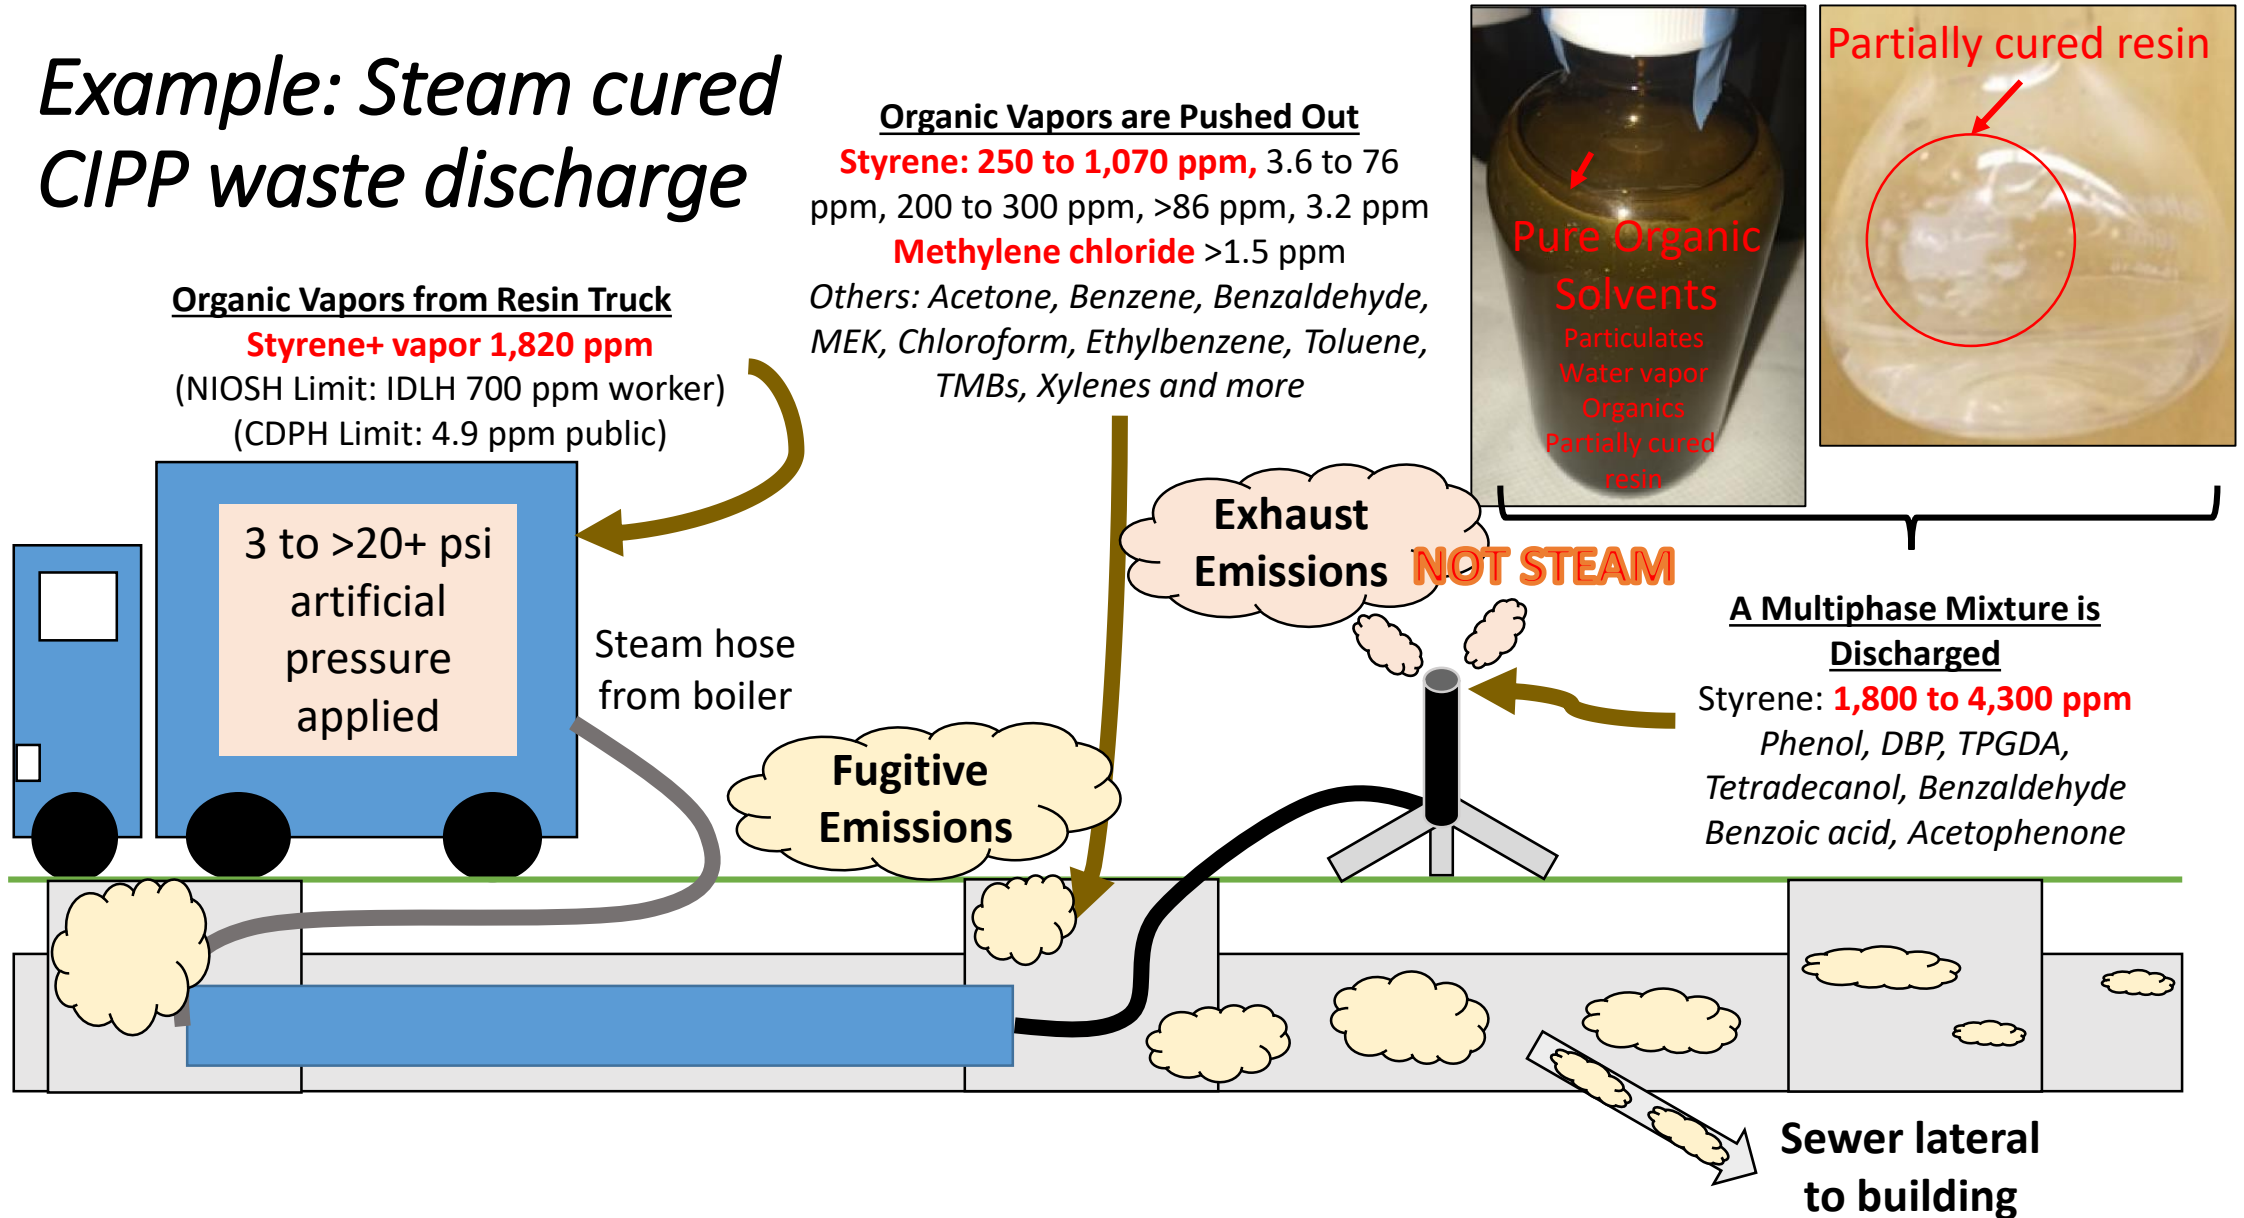 Example: Steam cured
CIPP waste discharge
Organic Vapors from Resin Truck
Styrene+ vapor 1,820 ppm
(NIOSH Limit: IDLH 700 ppm worker)
(CDPH Limit: 4.9 ppm public)
3 to >20+ psi
artificial
pressure
applied
Steam hose
from boiler
Organic Vapors are Pushed Out
Styrene: 250 to 1,070 ppm, 3.6 to 76
ppm, 200 to 300 ppm, >86 ppm, 3.2 ppm
Methylene chloride >1.5 ppm
Others: Acetone, Benzene, Benzaldehyde,
MEK, Chloroform, Ethylbenzene, Toluene,
TMBs, Xylenes and more
Fugitive
Emissions
Exhaust
Emissions
NOT STEAM
Pure Organic
Solvents
Particulates
Water vapor
Organics
Partially cured
resin
Partially cured resin
A Multiphase Mixture is
Discharged
Styrene: 1,800 to 4,300 ppm
Phenol, DBP, TPGDA,
Tetradecanol, Benzaldehyde
Benzoic acid, Acetophenone
Sewer lateral
to building